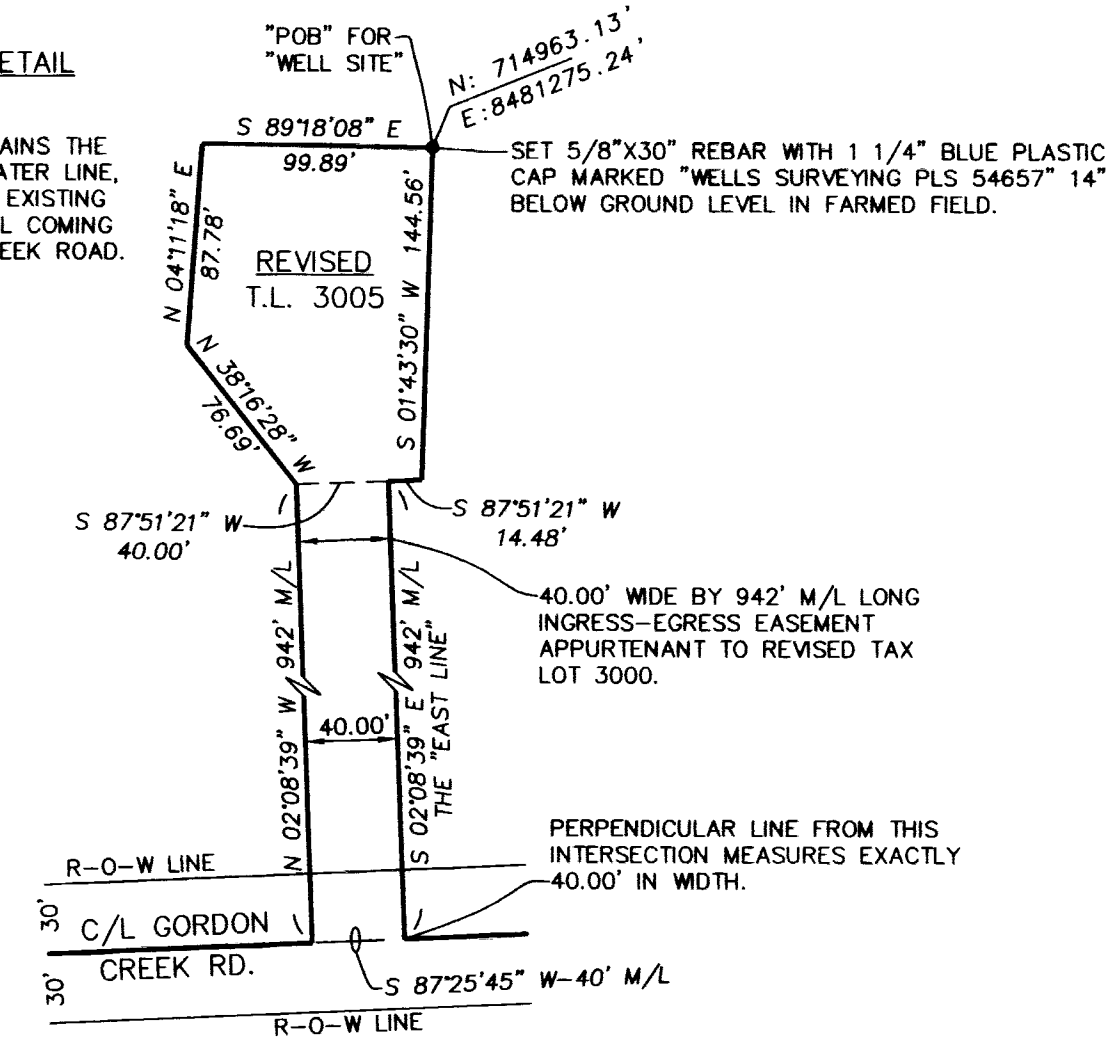 ETAIL
AINS THE
ATER LINE,
EXISTING
L COMING
EEK ROAD.
"POB" FOR
"WELL SITE"
N: 714963.13'
E:8481275.24'
S 89°18'08" E
99.89'
SET 5/8"X30" REBAR WITH 1 1/4" BLUE PLASTIC
CAP MARKED "WELLS SURVEYING PLS 54657" 14"
BELOW GROUND LEVEL IN FARMED FIELD.
N 04°11'18" E
87.78'
REVISED
T.L. 3005
S 01°43'30" W 144.56'
N 38°16'28" W
76.69'
S 87°51'21" W
40.00'
S 87°51'21" W
14.48'
40.00' WIDE BY 942' M/L LONG
INGRESS-EGRESS EASEMENT
APPURTENANT TO REVISED TAX
LOT 3000.
N 02°08'39" W 942' M/L
S 02°08'39" E 942' M/L
THE "EAST LINE"
40.00'
PERPENDICULAR LINE FROM THIS
INTERSECTION MEASURES EXACTLY
40.00' IN WIDTH.
R-O-W LINE
30'
C/L GORDON
CREEK RD.
30'
S 87°25'45" W-40' M/L
R-O-W LINE